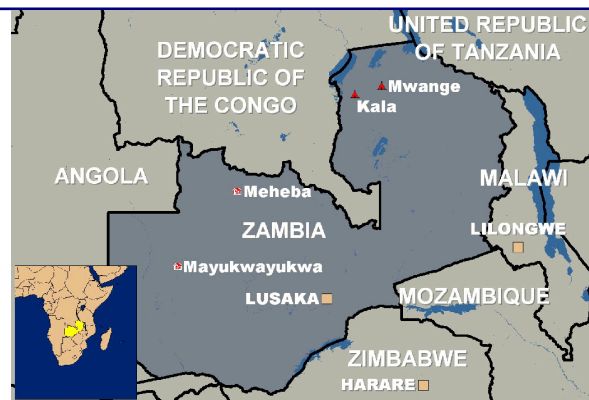 UNITED REPUBLIC
OF TANZANIA
DEMOCRATIC
REPUBLIC OF
THE CONGO
Mwange
Kala
ANGOLA
MALAWI
Meheba
ZAMBIA
LILONGWE
Mayukwayukwa
LUSAKA
MOZAMBIQUE
ZIMBABWE
HARARE